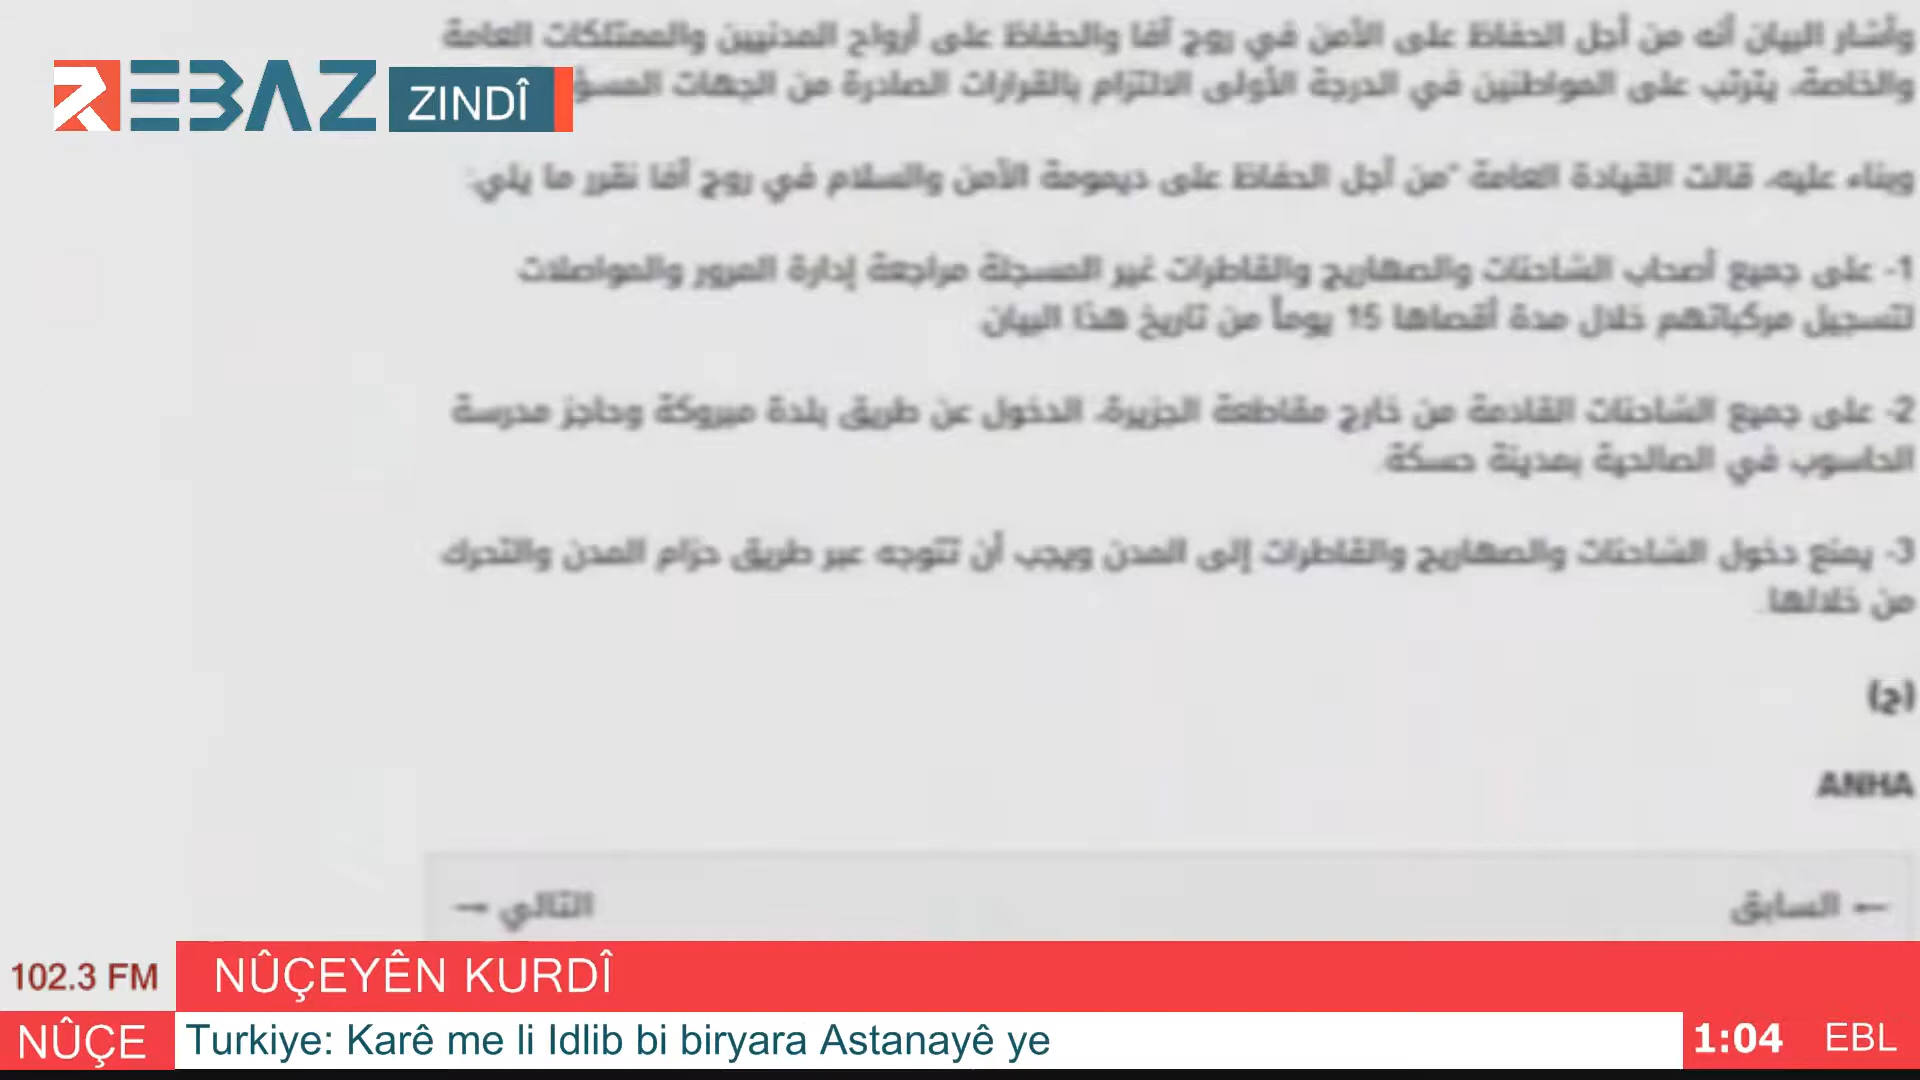 وأشار البيان أنه من أجل الحفاظ على الأمن في روج آفا والحفاظ على أرواح المدنيين والممتلكات العامة
والخاصة، يترتب على المواطنين في الدرجة الأولى الالتزام بالقرارات الصادرة من الجهات
وبناء عليه، قالت القيادة العامة "من أجل الحفاظ على ديمومة الأمن والسلام في روج آفا نقرر ما يلي:
1- على جميع أصحاب الشاحنات والصهاريج والقاطرات غير المسجلة مراجعة إدارة المرور والمواصلات
لتسجيل مركباتهم خلال مدة أقصاها 15 يوماً من تاريخ هذا البيان.
2- على جميع الشاحنات القادمة من خارج مقاطعة الجزيرة، الدخول عن طريق بلدة مبروكة وحاجز مدرسة
الحاسوب في الصالحية بمدينة حسكة.
3- يمنع دخول الشاحنات والصهاريج والقاطرات إلى المدن ويجب أن تتوجه عبر طريق حزام المدن والتحرك
من خلالها.
(ح)
ANHA
← السابق
التالي →
REBAZ ZINDÎ
102.3 FM
NÛÇEYÊN KURDÎ
NÛÇE
Turkiye: Karê me li Idlib bi biryara Astanayê ye
1:04 EBL